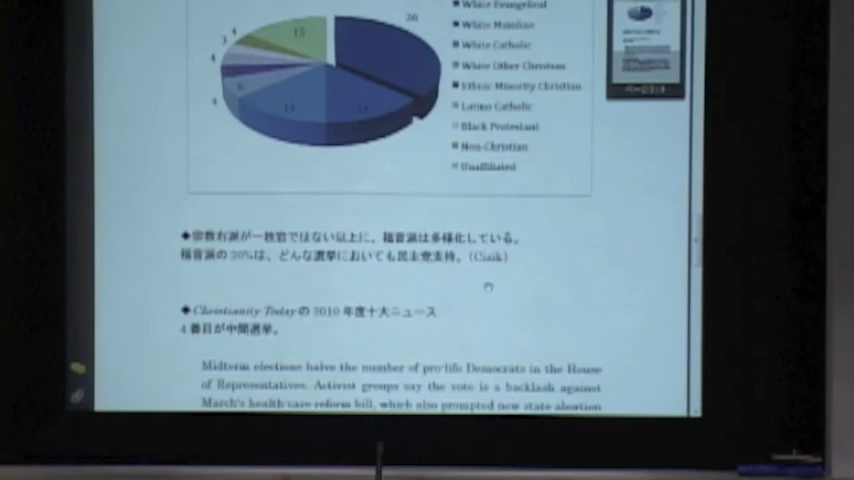 36
15
White Evangelical
White Mainline
White Catholic
White Other Christian
Ethnic Minority Christian
Latino Catholic
Black Protestant
Non-Christian
Unaffiliated
◆宗教右派が一枚岩ではない以上に、福音派は多様化している。
福音派の 30%は、どんな選挙においても民主党支持。(Cizik)
◆Christianity Todayの 2010 年度十大ニュース
4 番目が中間選挙。
Midterm elections halve the number of pro-life Democrats in the House
of Representatives. Activist groups say the vote is a backlash against
March's health-care reform bill, which also prompted new state abortion